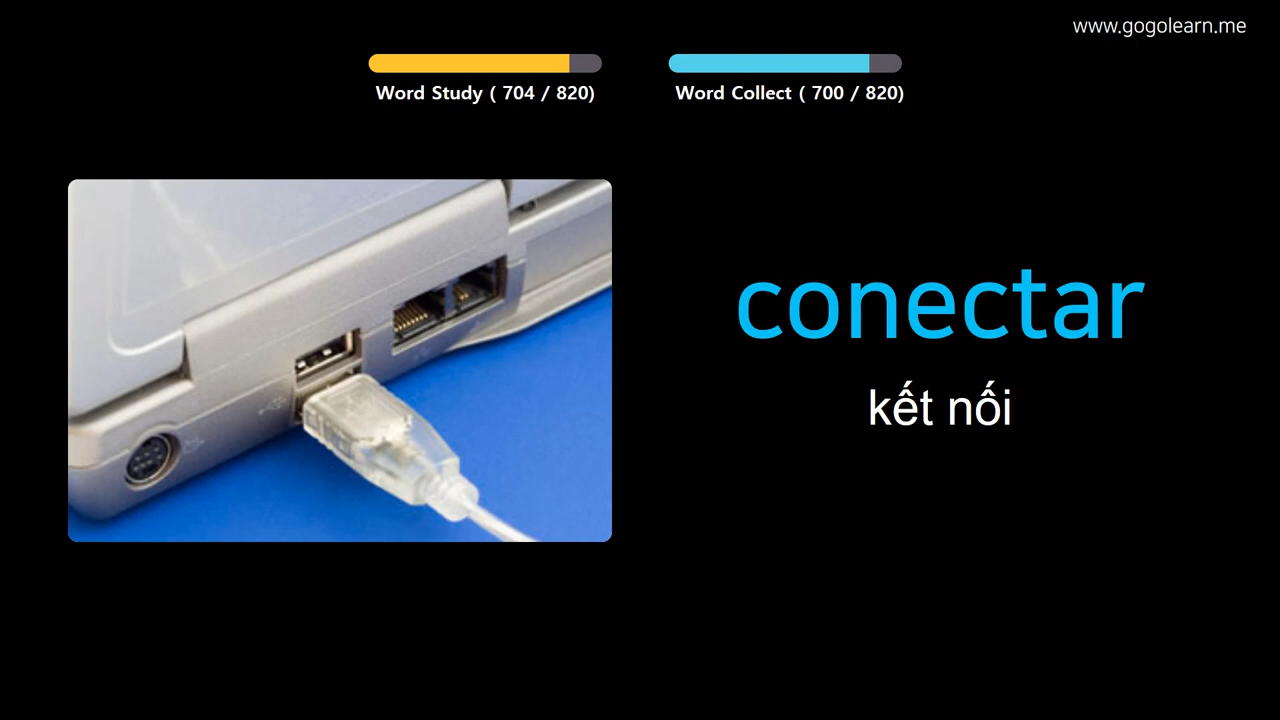 www.gogolearn.me
Word Study ( 704 / 820)
Word Collect ( 700 / 820)
conectar
kết nối